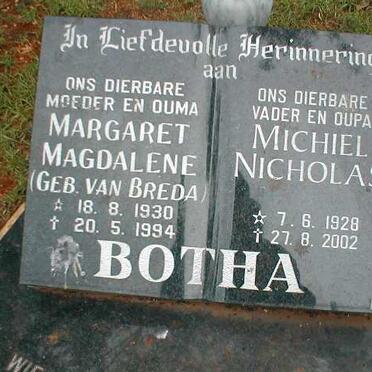 In Liefdevolle Herinnering
aan
ONS DIERBARE
MOEDER EN OUMA
MARGARET
MAGDALENE
(GEB. VAN BREDA)
☆ 18. 8. 1930
✝ 20. 5. 1994
ONS DIERBARE
VADER EN OUPA
MICHIEL
NICHOLAS
☆ 7. 6. 1928
✝ 27. 8. 2002
BOTHA